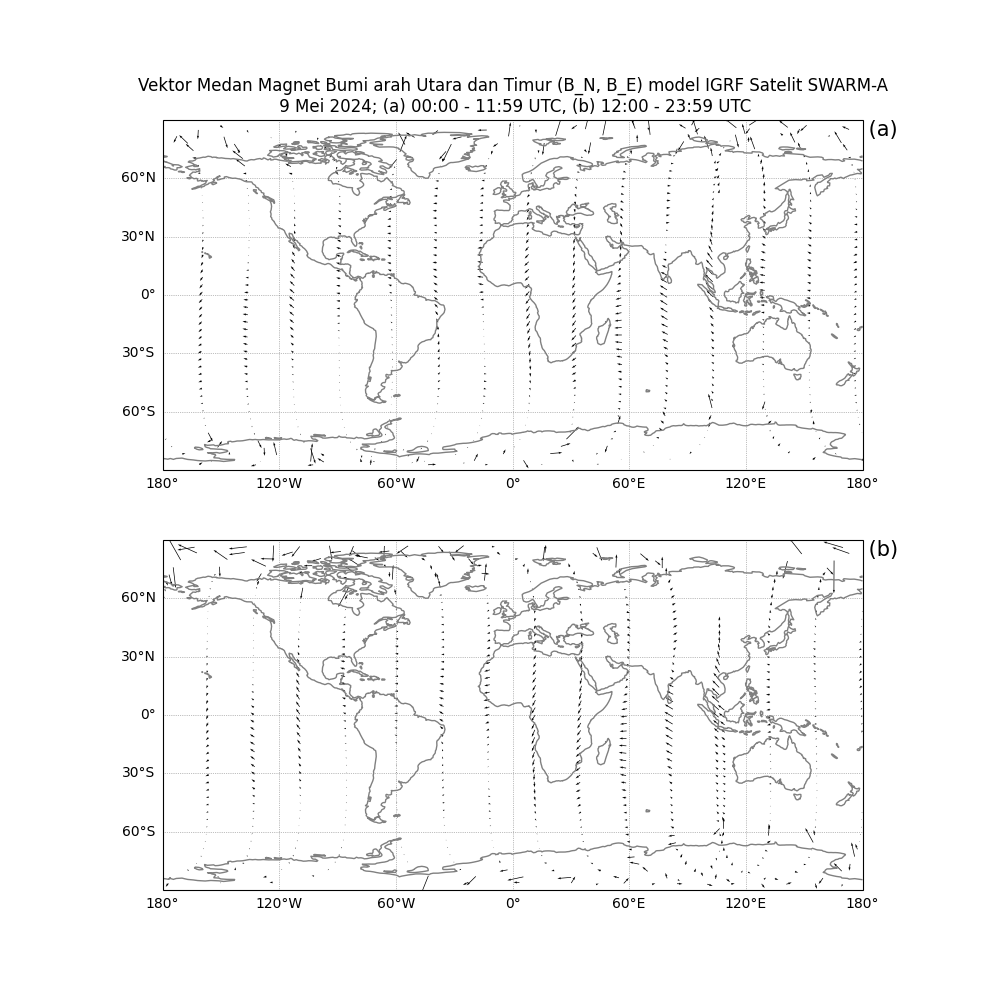 Vektor Medan Magnet Bumi arah Utara dan Timur (B_N, B_E) model IGRF Satelit SWARM-A
9 Mei 2024; (a) 00:00 - 11:59 UTC, (b) 12:00 - 23:59 UTC
(a)
60°N
30°N
0°
30°S
60°S
180° 120°W 60°W 0° 60°E 120°E 180°
(b)
60°N
30°N
0°
30°S
60°S
180° 120°W 60°W 0° 60°E 120°E 180°